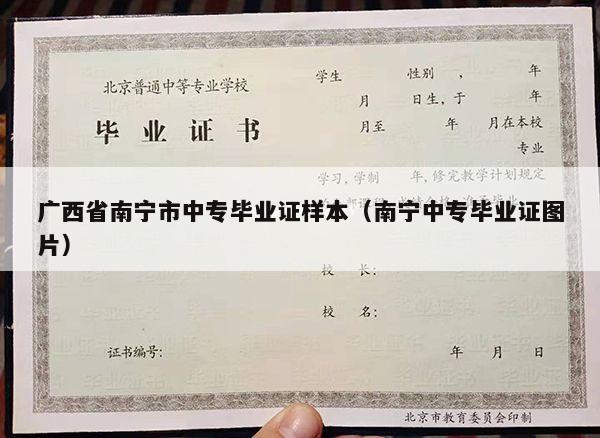 北京普通中等专业学校
毕业证书
学生 性别 , 年
月 日生,于 年
月至 年 月在本校
专业
学习,学制 年,修完教学计划规定
广西省南宁市中专毕业证样本（南宁中专毕业证图
片）
校 长:
校 名:
证书编号:
年 月 日
北京市教育委员会印制